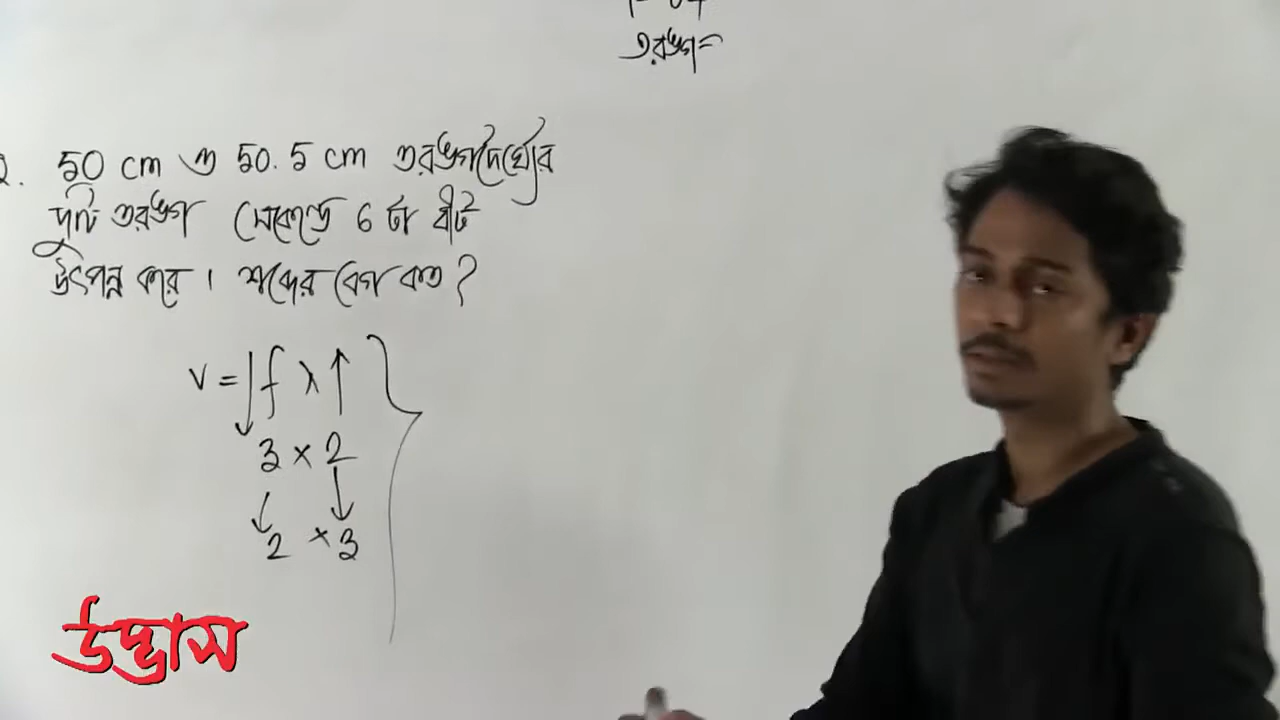 তরঙ্গ=
2. 50 cm ও 50.5 cm তরঙ্গদৈর্ঘ্যের
দুটি তরঙ্গ সেকেন্ডে 6 টা বীট
উৎপন্ন করে। শব্দের বেগ কত?
v = ↓f λ↑
3 × 2
2 × 3
উদ্ভাস